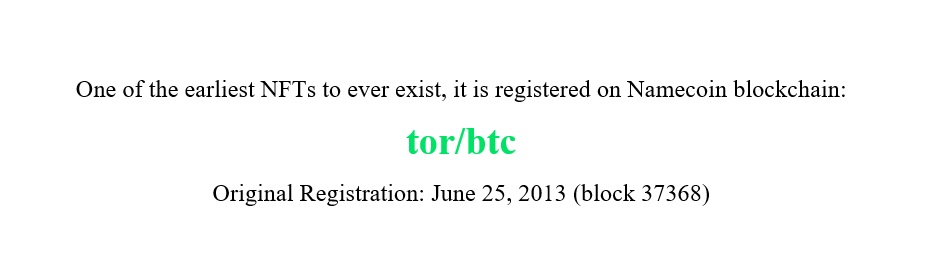 One of the earliest NFTs to ever exist, it is registered on Namecoin blockchain:
tor/btc
Original Registration: June 25, 2013 (block 37368)